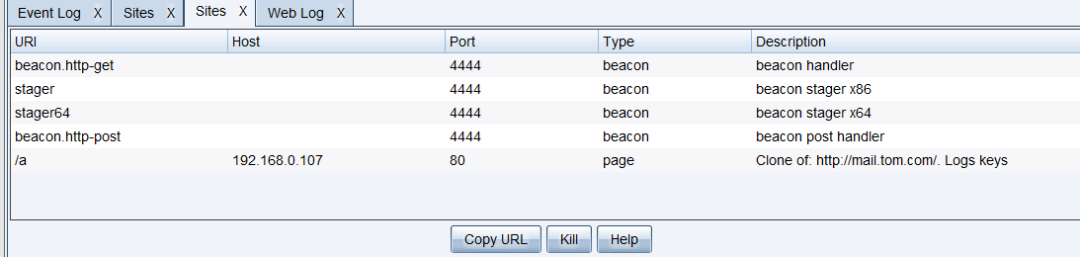 Event Log X Sites X Sites X Web Log X
URI Host Port Type Description
beacon.http-get 4444 beacon beacon handler
stager 4444 beacon beacon stager x86
stager64 4444 beacon beacon stager x64
beacon.http-post 4444 beacon beacon post handler
/a 192.168.0.107 80 page Clone of: http://mail.tom.com/. Logs keys
Copy URL Kill Help